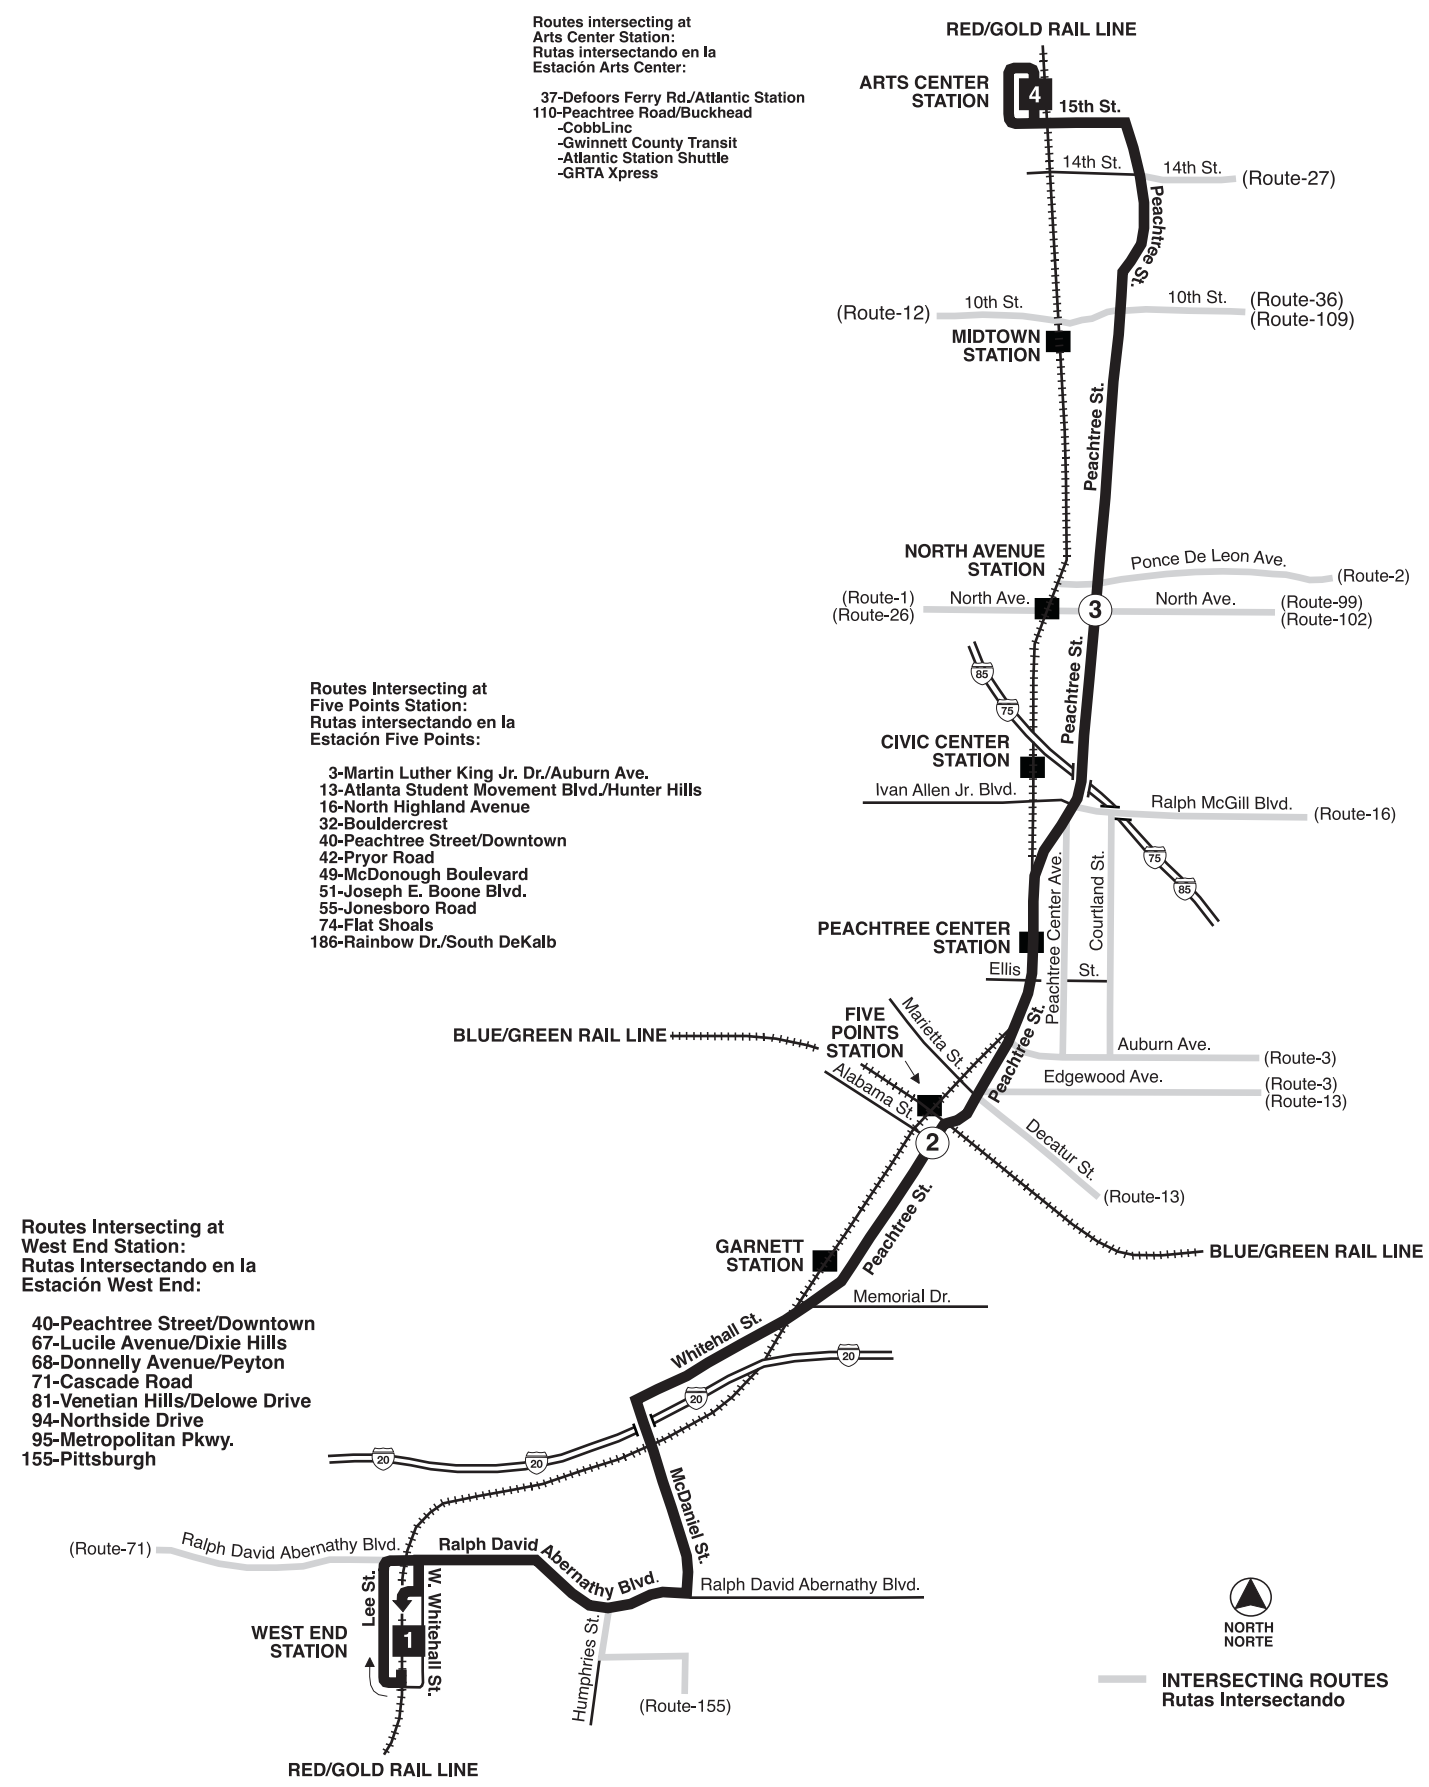 Routes intersecting at
Arts Center Station:
Rutas intersectando en la
Estación Arts Center:
37-Defoors Ferry Rd./Atlantic Station
110-Peachtree Road/Buckhead
-CobbLinc
-Gwinnett County Transit
-Atlantic Station Shuttle
-GRTA Xpress
RED/GOLD RAIL LINE
ARTS CENTER
STATION
4
15th St.
14th St.
14th St.
(Route-27)
Peachtree St.
10th St.
10th St.
(Route-12)
(Route-36)
(Route-109)
MIDTOWN
STATION
Peachtree St.
NORTH AVENUE
STATION
Ponce De Leon Ave.
(Route-2)
(Route-1)
(Route-26)
North Ave.
3
North Ave.
(Route-99)
(Route-102)
Peachtree St.
85
75
Routes Intersecting at
Five Points Station:
Rutas intersectando en la
Estación Five Points:
3-Martin Luther King Jr. Dr./Auburn Ave.
13-Atlanta Student Movement Blvd./Hunter Hills
16-North Highland Avenue
32-Bouldercrest
40-Peachtree Street/Downtown
42-Pryor Road
49-McDonough Boulevard
51-Joseph E. Boone Blvd.
55-Jonesboro Road
74-Flat Shoals
186-Rainbow Dr./South DeKalb
CIVIC CENTER
STATION
Ivan Allen Jr. Blvd.
Ralph McGill Blvd.
(Route-16)
75
85
Peachtree Center Ave.
Courtland St.
PEACHTREE CENTER
STATION
Ellis
St.
Peachtree St.
Marietta St.
FIVE
POINTS
STATION
BLUE/GREEN RAIL LINE
Alabama St.
Auburn Ave.
(Route-3)
Edgewood Ave.
(Route-3)
(Route-13)
2
Decatur St.
(Route-13)
Peachtree St.
BLUE/GREEN RAIL LINE
GARNETT
STATION
Memorial Dr.
Whitehall St.
20
20
20
20
Routes Intersecting at
West End Station:
Rutas Intersectando en la
Estación West End:
40-Peachtree Street/Downtown
67-Lucile Avenue/Dixie Hills
68-Donnelly Avenue/Peyton
71-Cascade Road
81-Venetian Hills/Delowe Drive
94-Northside Drive
95-Metropolitan Pkwy.
155-Pittsburgh
McDaniel St.
(Route-71)
Ralph David Abernathy Blvd.
Ralph David Abernathy Blvd.
Ralph David Abernathy Blvd.
Lee St.
W. Whitehall St.
WEST END
STATION
1
Humphries St.
(Route-155)
RED/GOLD RAIL LINE
NORTH
NORTE
INTERSECTING ROUTES
Rutas Intersectando